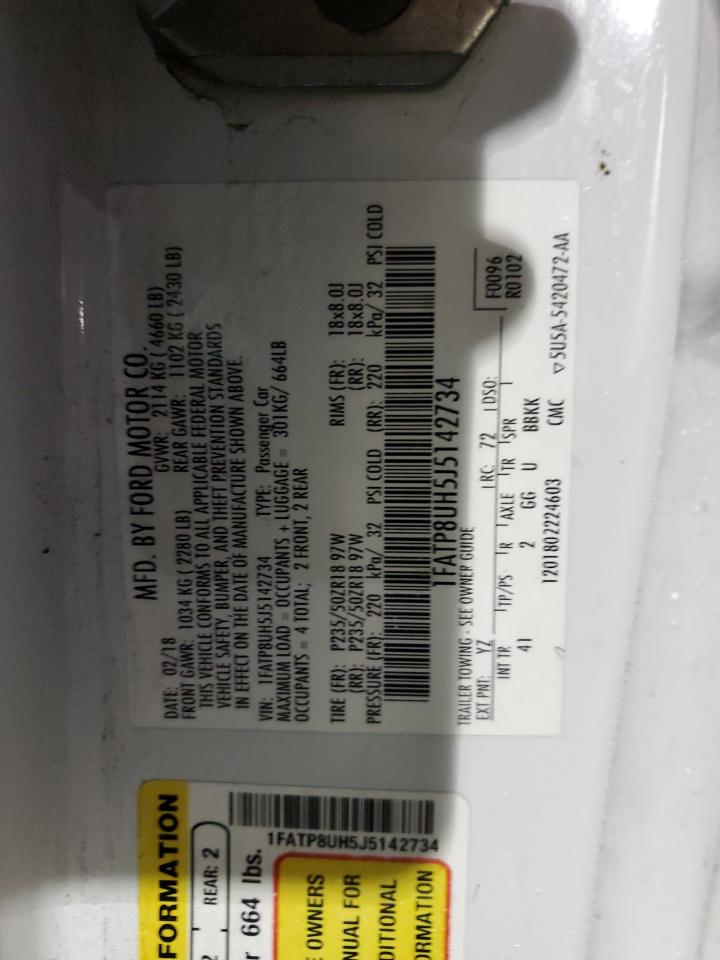 MFD. BY FORD MOTOR CO.
DATE: 02/18 GVWR: 2114 KG ( 4660 LB)
FRONT GAWR: 1034 KG ( 2280 LB) REAR GAWR: 1102 KG ( 2430 LB)
THIS VEHICLE CONFORMS TO ALL APPLICABLE FEDERAL MOTOR
VEHICLE SAFETY, BUMPER, AND THEFT PREVENTION STANDARDS
IN EFFECT ON THE DATE OF MANUFACTURE SHOWN ABOVE.
VIN: 1FATP8UH5J5142734 TYPE: Passenger Car
MAXIMUM LOAD = OCCUPANTS + LUGGAGE = 301KG/ 664LB
OCCUPANTS = 4 TOTAL; 2 FRONT, 2 REAR
TIRE (FR): P235/50ZR18 97W RIMS (FR): 18x8.0J
(RR): P235/50ZR18 97W (RR): 18x8.0J
PRESSURE (FR): 220 kPa/ 32 PSI COLD (RR): 220 kPa/ 32 PSI COLD
1FATP8UH5J5142734
TRAILER TOWING - SEE OWNER GUIDE
F0096
R0102
EXT PNT: YZ RC: 72 DSO:
INT TR TP/PS R AXLE TR SPR
41 2 GG U BBKK
1201802224603 CMC ▽5U5A-5420472-AA
FORMATION
2 REAR: 2
r 664 lbs.
1FATP8UH5J5142734
E OWNERS
NUAL FOR
DITIONAL
ORMATION